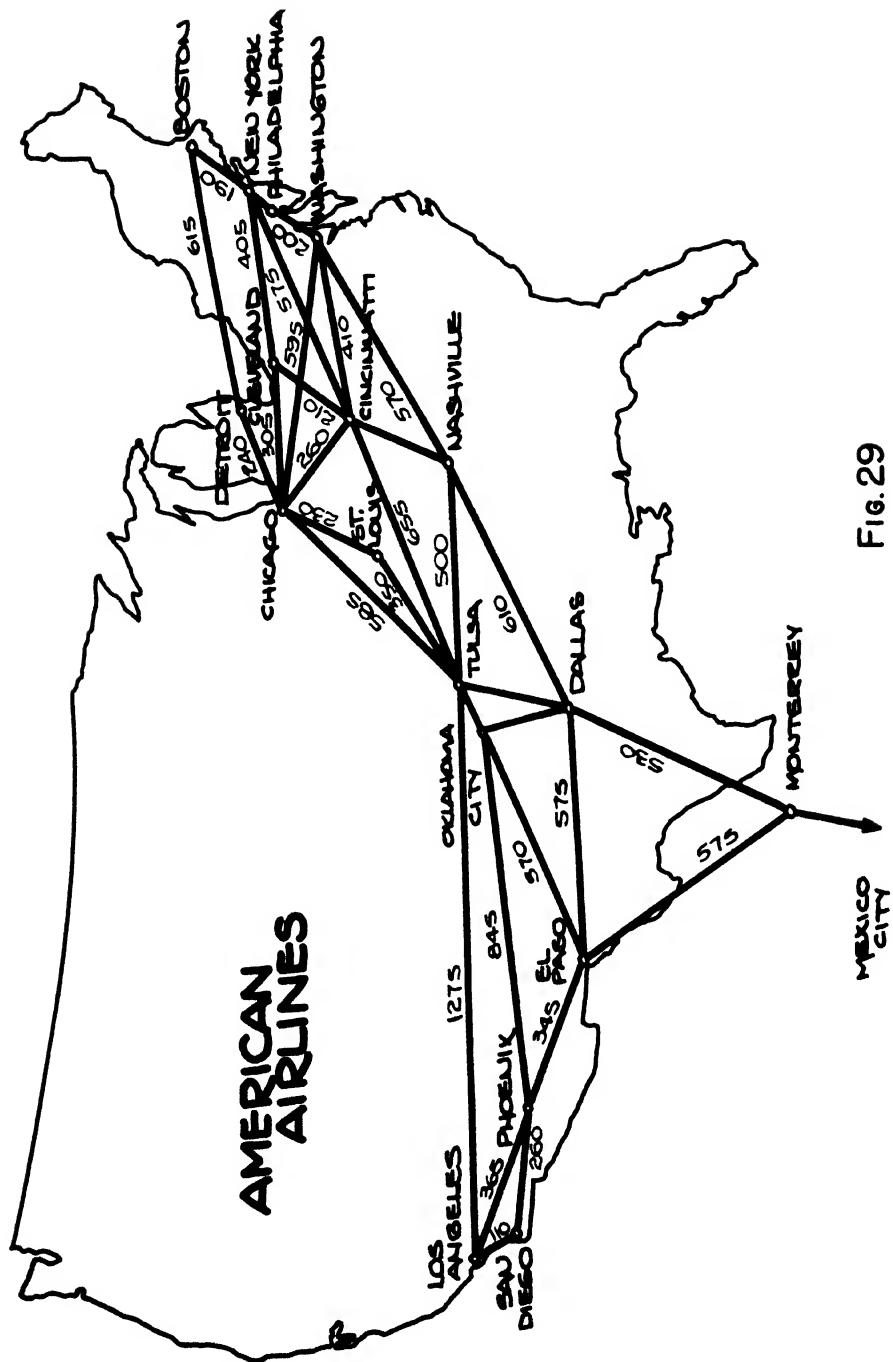 AMERICAN
AIRLINES
BOSTON
NEW YORK
PHILADELPHIA
WASHINGTON
190
615
405
200
575
595
410
DETROIT
CLEVELAND
240
305
210
260
CINCINNATI
570
CHICAGO
230
ST.
LOUIS
350
585
655
NASHVILLE
500
610
TULSA
OKLAHOMA
CITY
DALLAS
1275
845
570
575
530
EL
PASO
575
345
MONTERREY
MEXICO
CITY
LOS
ANGELES
PHOENIX
365
260
116
SAN
DIEGO
FIG. 29